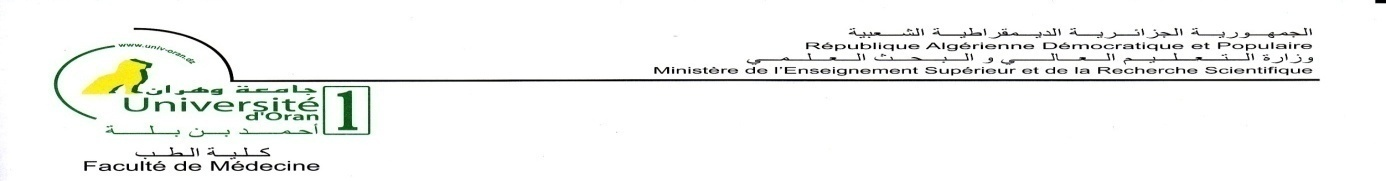 الجمهورية الجزائرية الديمقراطية الشعبية
République Algérienne Démocratique et Populaire
وزارة التعليم العالي و البحث العلمي
Ministère de l'Enseignement Supérieur et de la Recherche Scientifique
www.univ-oran.dz
جامعة وهران
Université
d'Oran
1
أحمد بن بلة
كلية الطب
Faculté de Médecine